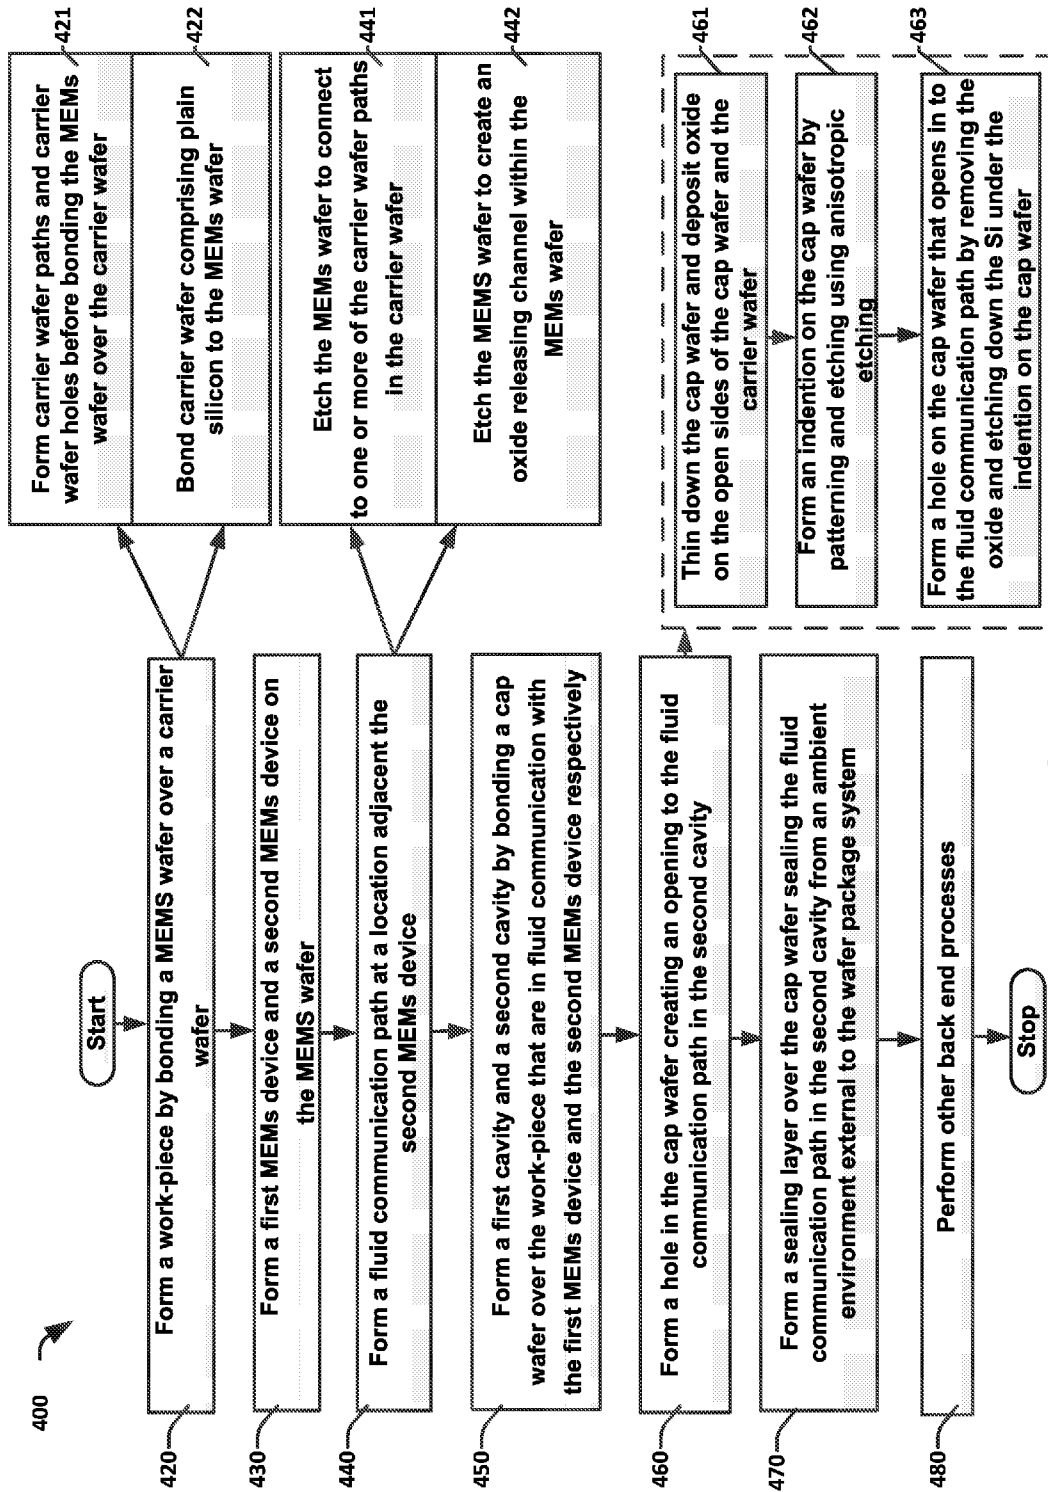 400
Start
420
Form a work-piece by bonding a MEMS wafer over a carrier
wafer
421
Form carrier wafer paths and carrier
wafer holes before bonding the MEMs
wafer over the carrier wafer
422
Bond carrier wafer comprising plain
silicon to the MEMs wafer
430
Form a first MEMs device and a second MEMs device on
the MEMS wafer
440
Form a fluid communication path at a location adjacent the
second MEMs device
441
Etch the MEMs wafer to connect
to one or more of the carrier wafer paths
in the carrier wafer
442
Etch the MEMS wafer to create an
oxide releasing channel within the
MEMs wafer
450
Form a first cavity and a second cavity by bonding a cap
wafer over the work-piece that are in fluid communication with
the first MEMs device and the second MEMs device respectively
460
Form a hole in the cap wafer creating an opening to the fluid
communication path in the second cavity
461
Thin down the cap wafer and deposit oxide
on the open sides of the cap wafer and the
carrier wafer
462
Form an indention on the cap wafer by
patterning and etching using anisotropic
etching
463
Form a hole on the cap wafer that opens in to
the fluid communication path by removing the
oxide and etching down the Si under the
indention on the cap wafer
470
Form a sealing layer over the cap wafer sealing the fluid
communication path in the second cavity from an ambient
environment external to the wafer package system
480
Perform other back end processes
Stop